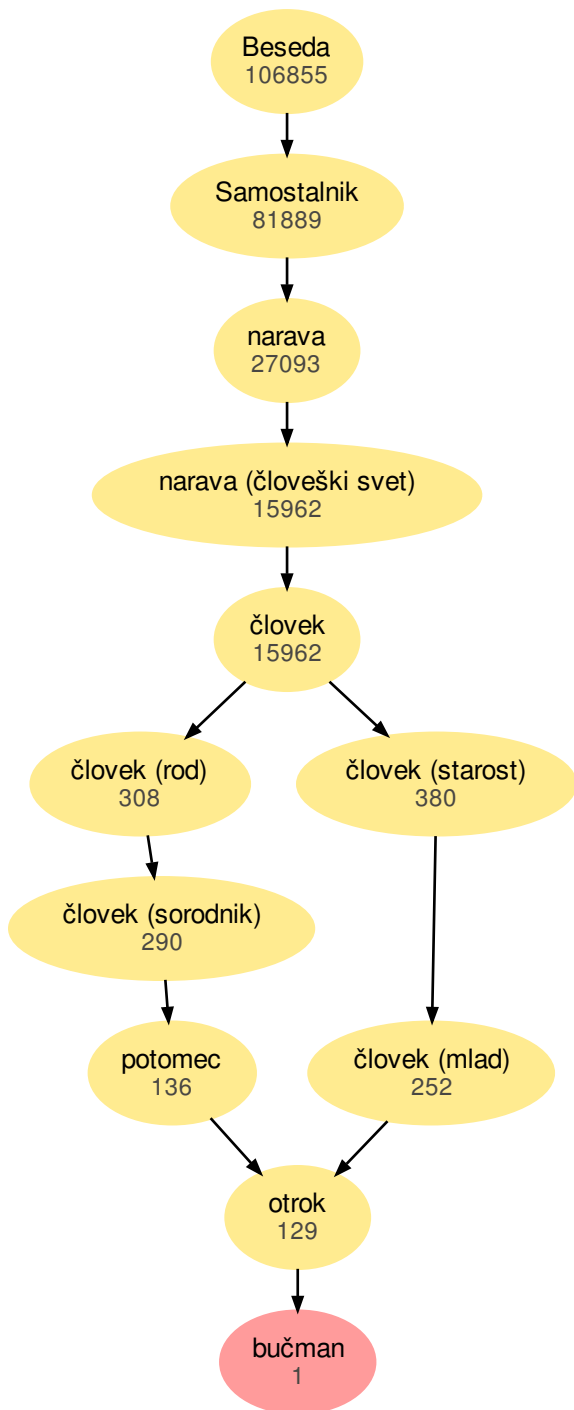 Beseda
106855
Samostalnik
81889
narava
27093
narava (človeški svet)
15962
človek
15962
človek (rod)
308
človek (starost)
380
človek (sorodnik)
290
potomec
136
človek (mlad)
252
otrok
129
bučman
1